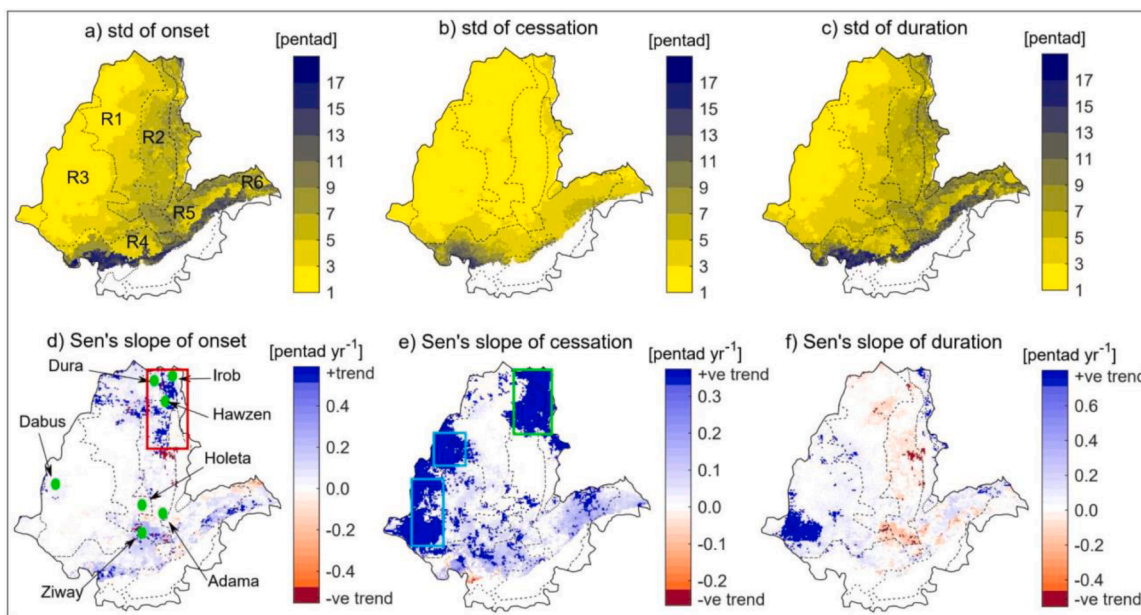 a) std of onset
[pentad]
17
15
13
11
9
7
5
3
1
R1
R2
R3
R4
R5
R6
b) std of cessation
[pentad]
17
15
13
11
9
7
5
3
1
c) std of duration
[pentad]
17
15
13
11
9
7
5
3
1
d) Sen's slope of onset
[pentad yr-1]
+trend
0.4
0.2
0.0
-0.2
-0.4
-ve trend
Dura
Irob
Hawzen
Dabus
Holeta
Ziway
Adama
e) Sen's slope of cessation
[pentad yr-1]
+ve trend
0.3
0.2
0.1
0.0
-0.1
-0.2
-ve trend
f) Sen's slope of duration
[pentad yr-1]
+ve trend
0.6
0.4
0.2
0.0
-0.2
-0.4
-ve trend